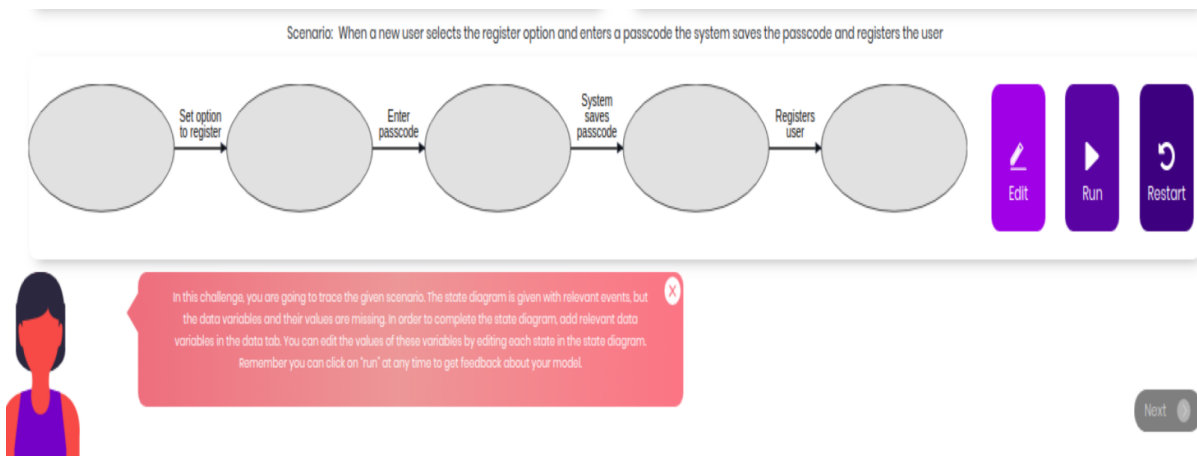 Scenario: When a new user selects the register option and enters a passcode the system saves the passcode and registers the user
Set option
to register
Enter
passcode
System
saves
passcode
Registers
user
Edit
Run
Restart
In this challenge, you are going to trace the given scenario. The state diagram is given with relevant events, but
the data variables and their values are missing. In order to complete the state diagram, add relevant data
variables in the data tab. You can edit the values of these variables by editing each state in the state diagram.
Remember you can click on "run" at any time to get feedback about your model.
X
Next